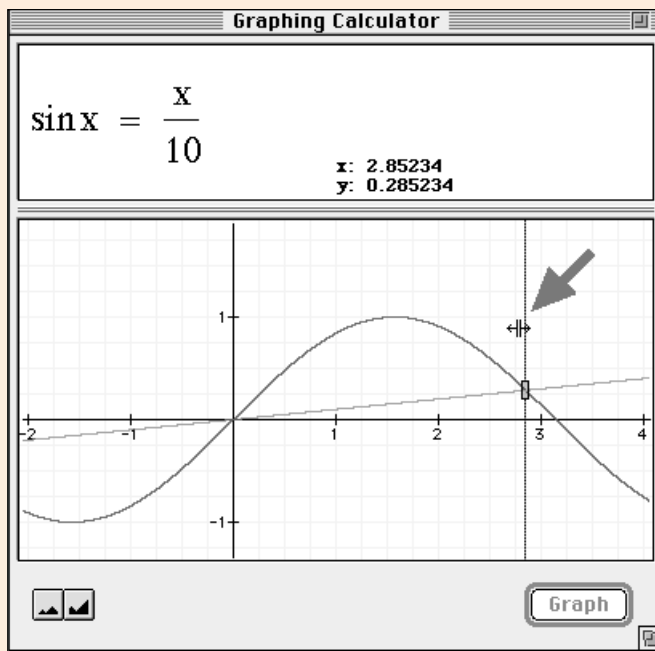 Graphing Calculator
sin x = x/10
x: 2.85234
y: 0.285234
1
-2 -1 1 2 3 4
-1
Graph